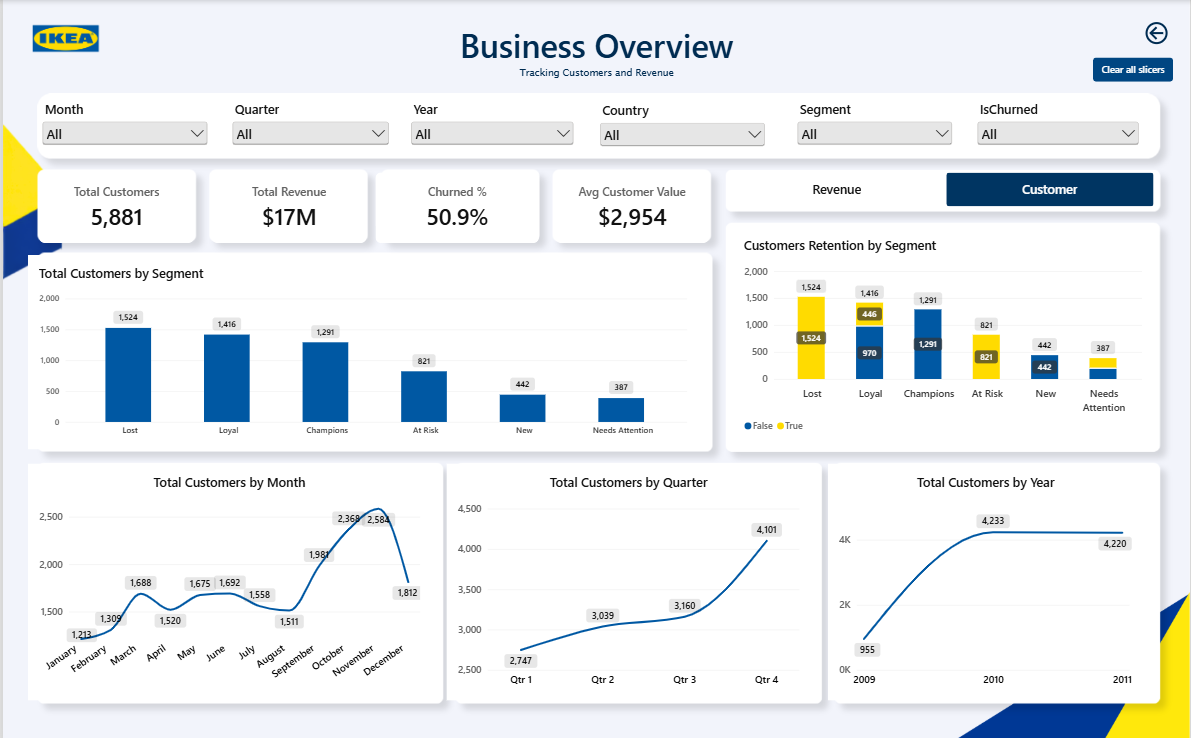 IKEA
Business Overview
Tracking Customers and Revenue
Clear all slicers
Month Quarter Year Country Segment IsChurned
All All All All All All
Total Customers Total Revenue Churned % Avg Customer Value
5,881 $17M 50.9% $2,954
Revenue Customer
Total Customers by Segment
2,000
1,500
1,000
500
0
1,524 1,416 1,291 821 442 387
Lost Loyal Champions At Risk New Needs Attention
Customers Retention by Segment
2,000
1,500
1,000
500
0
1,524 1,416 1,291 821 442 387
1,524 446 970 1,291 821 442
Lost Loyal Champions At Risk New Needs
Attention
False True
Total Customers by Month
2,500
2,000
1,500
1,213 1,309 1,688 1,520 1,675 1,692 1,558 1,511 1,981 2,368 2,584 1,812
January February March April May June July August September October November December
Total Customers by Quarter
4,500
4,000
3,500
3,000
2,500
2,747 3,039 3,160 4,101
Qtr 1 Qtr 2 Qtr 3 Qtr 4
Total Customers by Year
4K
2K
0K
955 4,233 4,220
2009 2010 2011